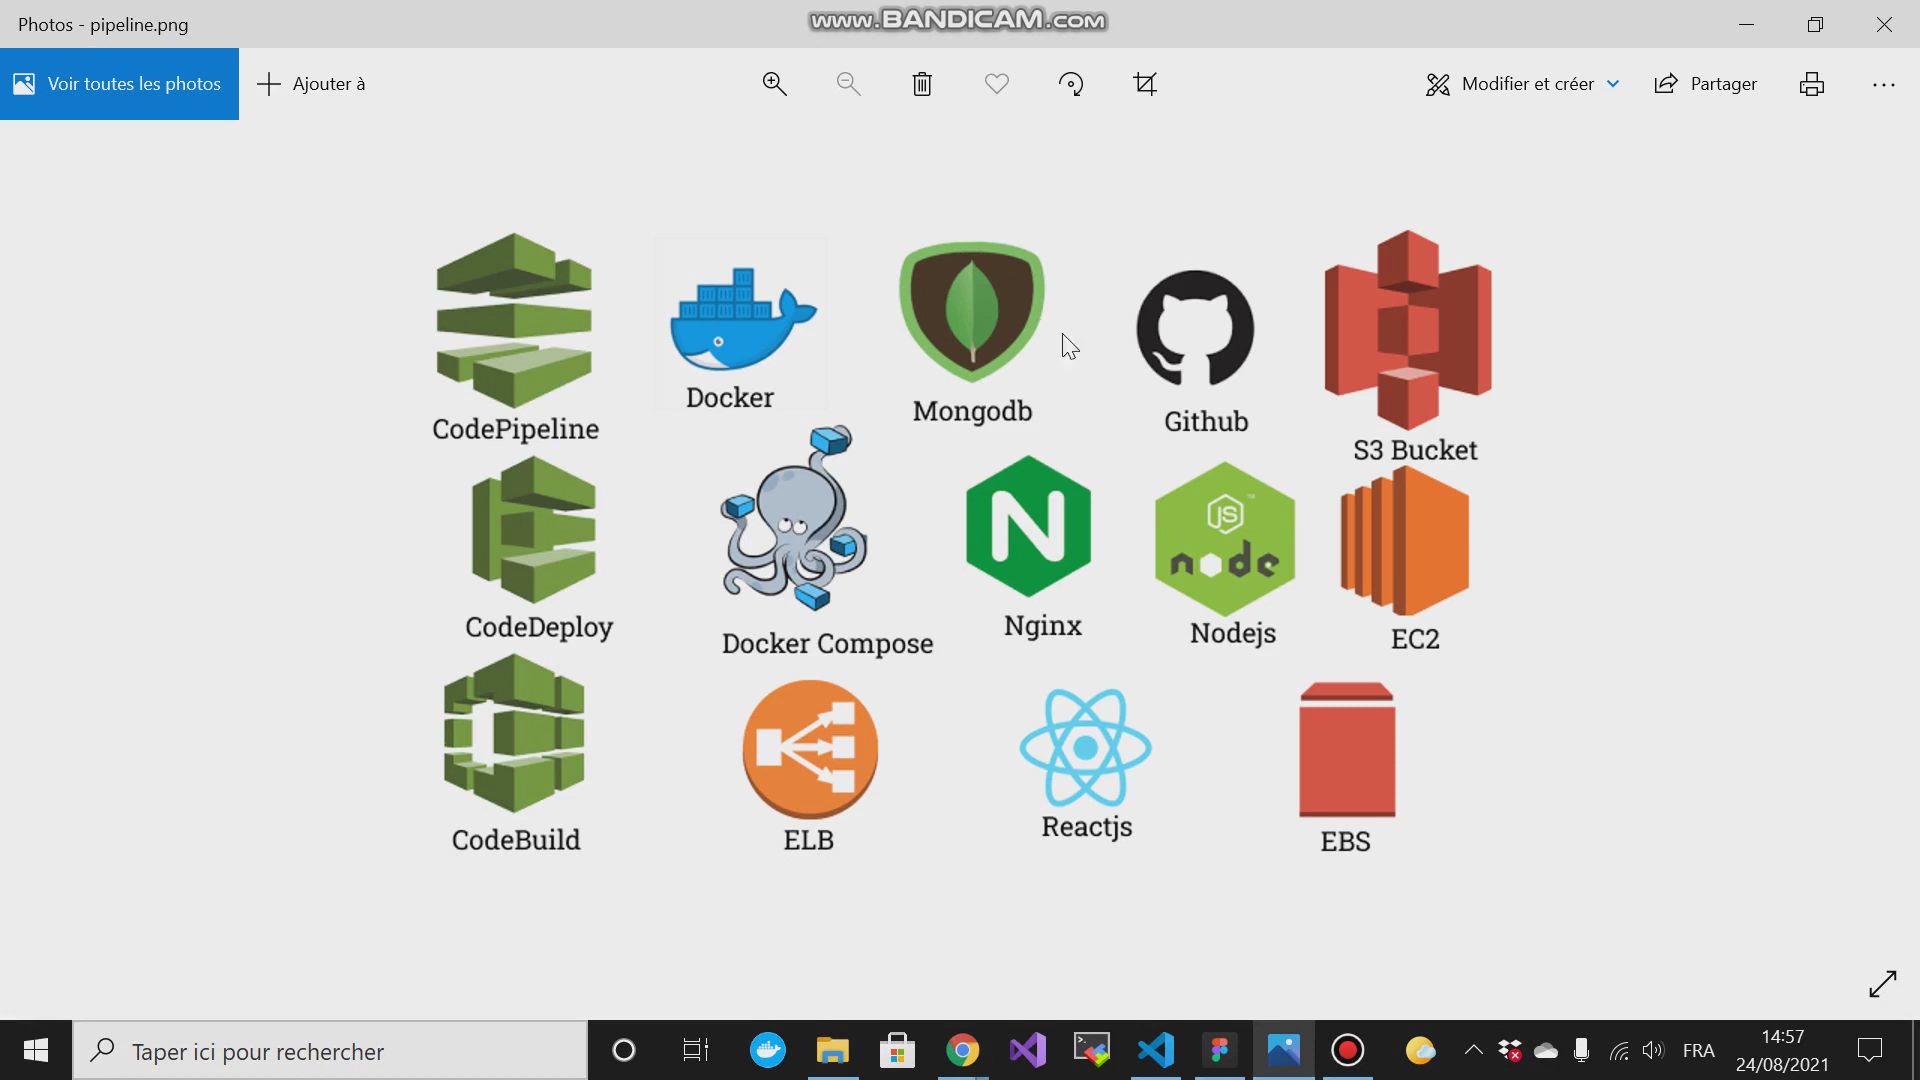 Photos - pipeline.png
www.BANDICAM.com
Voir toutes les photos
Ajouter à
Modifier et créer
Partager
CodePipeline
Docker
Mongodb
Github
S3 Bucket
CodeDeploy
Docker Compose
N
Nginx
JS
TM
node
Nodejs
EC2
CodeBuild
ELB
Reactjs
EBS
Taper ici pour rechercher
FRA
14:57
24/08/2021